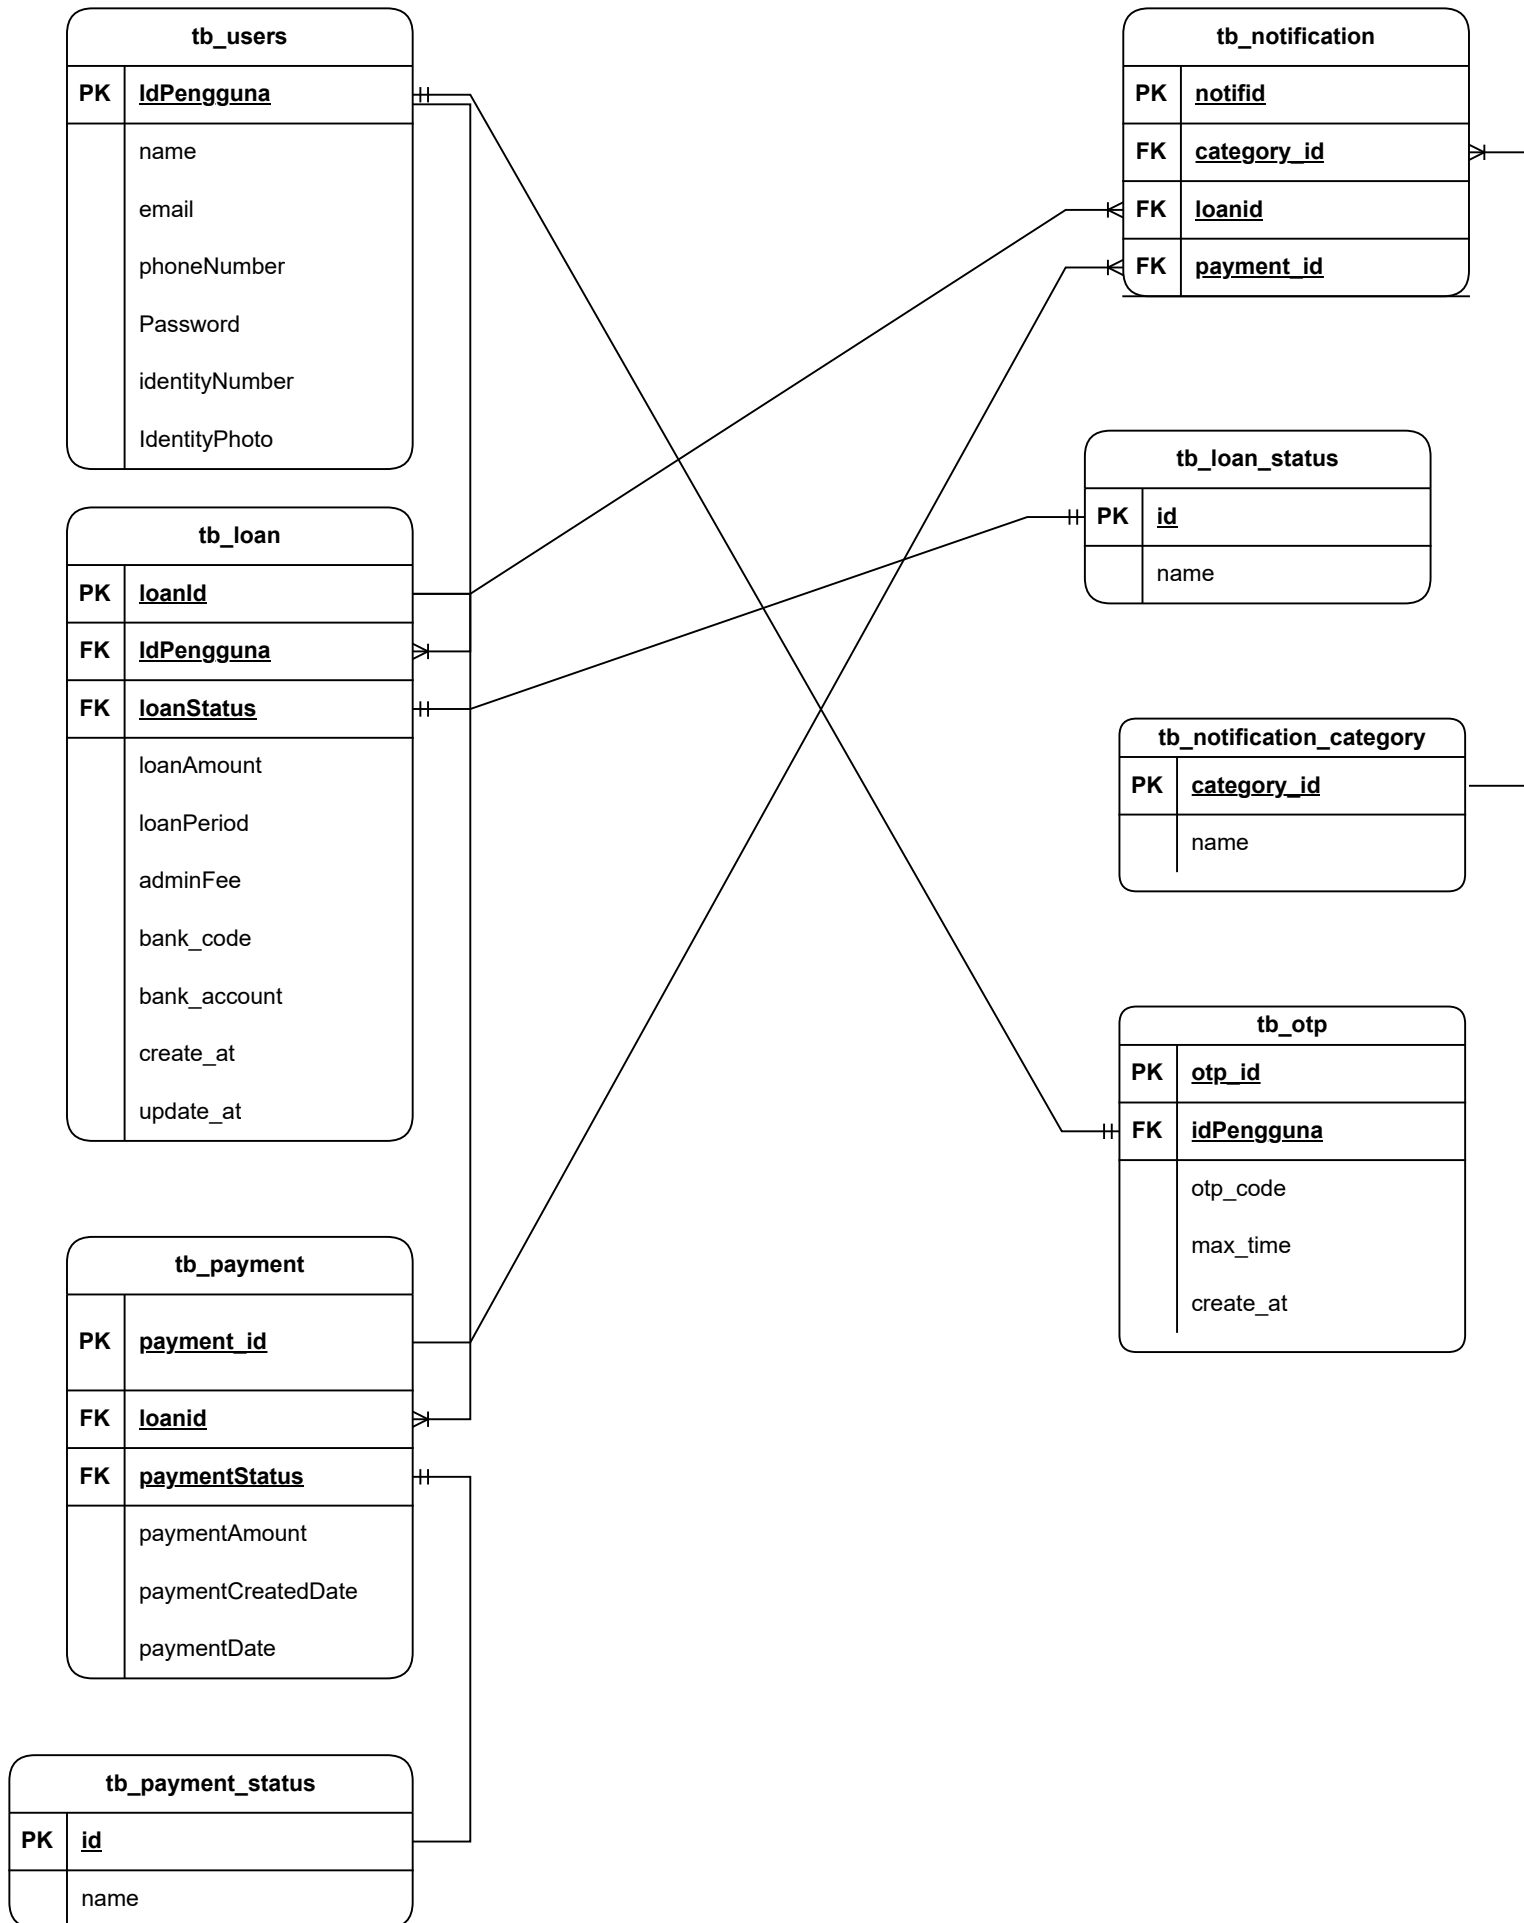 tb_users
PK IdPengguna
name
email
phoneNumber
Password
identityNumber
IdentityPhoto
tb_loan
PK loanId
FK IdPengguna
FK loanStatus
loanAmount
loanPeriod
adminFee
bank_code
bank_account
create_at
update_at
tb_payment
PK payment_id
FK loanid
FK paymentStatus
paymentAmount
paymentCreatedDate
paymentDate
tb_payment_status
PK id
name
tb_notification
PK notifid
FK category_id
FK loanid
FK payment_id
tb_loan_status
PK id
name
tb_notification_category
PK category_id
name
tb_otp
PK otp_id
FK idPengguna
otp_code
max_time
create_at